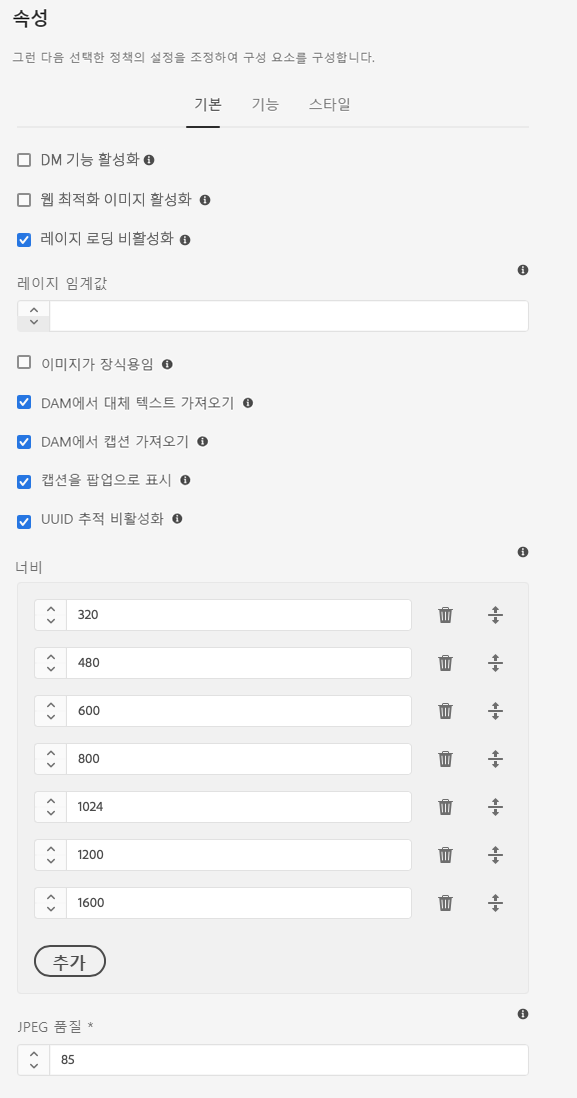 속성
그런 다음 선택한 정책의 설정을 조정하여 구성 요소를 구성합니다.
기본 기능 스타일
DM 기능 활성화
웹 최적화 이미지 활성화
레이지 로딩 비활성화
레이지 임계값
이미지가 장식용임
DAM에서 대체 텍스트 가져오기
DAM에서 캡션 가져오기
캡션을 팝업으로 표시
UUID 추적 비활성화
너비
320
480
600
800
1024
1200
1600
추가
JPEG 품질 *
85